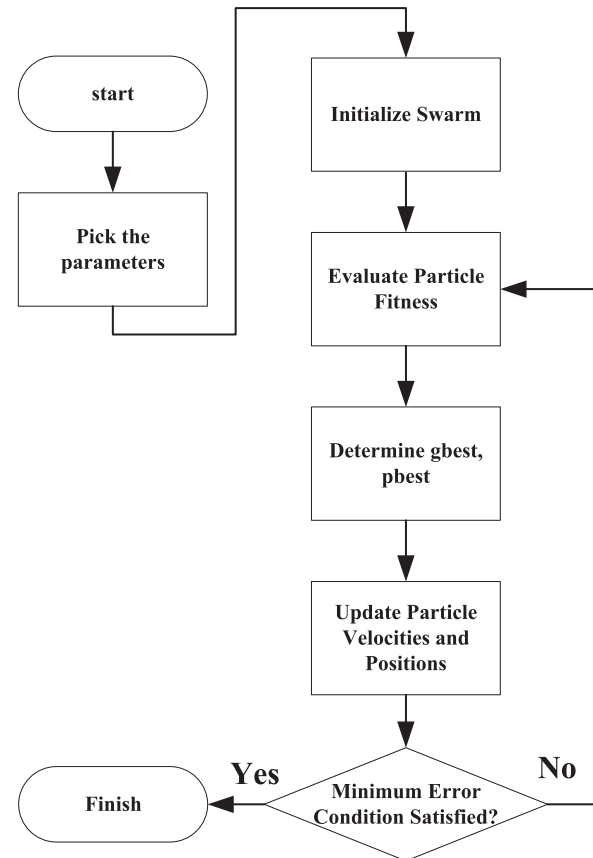 start
Pick the
parameters
Initialize Swarm
Evaluate Particle
Fitness
Determine gbest,
pbest
Update Particle
Velocities and
Positions
Minimum Error
Condition Satisfied?
Yes
No
Finish